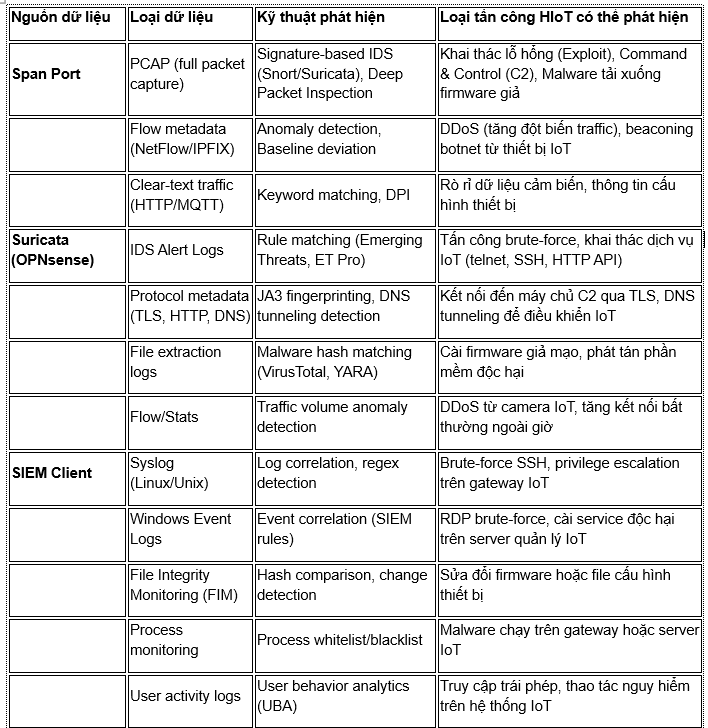 Nguồn dữ liệu
Loại dữ liệu
Kỹ thuật phát hiện
Loại tấn công HIoT có thể phát hiện
Span Port
PCAP (full packet
capture)
Signature-based IDS
(Snort/Suricata), Deep
Packet Inspection
Khai thác lỗ hổng (Exploit), Command
& Control (C2), Malware tải xuống
firmware giả
Flow metadata
(NetFlow/IPFIX)
Anomaly detection,
Baseline deviation
DDoS (tăng đột biến traffic), beaconing
botnet từ thiết bị IoT
Clear-text traffic
(HTTP/MQTT)
Keyword matching, DPI
Rò rỉ dữ liệu cảm biến, thông tin cấu
hình thiết bị
Suricata
(OPNsense)
IDS Alert Logs
Rule matching (Emerging
Threats, ET Pro)
Tấn công brute-force, khai thác dịch vụ
IoT (telnet, SSH, HTTP API)
Protocol metadata
(TLS, HTTP, DNS)
JA3 fingerprinting, DNS
tunneling detection
Kết nối đến máy chủ C2 qua TLS, DNS
tunneling để điều khiển IoT
File extraction
logs
Malware hash matching
(VirusTotal, YARA)
Cài firmware giả mạo, phát tán phần
mềm độc hại
Flow/Stats
Traffic volume anomaly
detection
DDoS từ camera IoT, tăng kết nối bất
thường ngoài giờ
SIEM Client
Syslog
(Linux/Unix)
Log correlation, regex
detection
Brute-force SSH, privilege escalation
trên gateway IoT
Windows Event
Logs
Event correlation (SIEM
rules)
RDP brute-force, cài service độc hại
trên server quản lý IoT
File Integrity
Monitoring (FIM)
Hash comparison, change
detection
Sửa đổi firmware hoặc file cấu hình
thiết bị
Process
monitoring
Process whitelist/blacklist
Malware chạy trên gateway hoặc server
IoT
User activity logs
User behavior analytics
(UBA)
Truy cập trái phép, thao tác nguy hiểm
trên hệ thống IoT